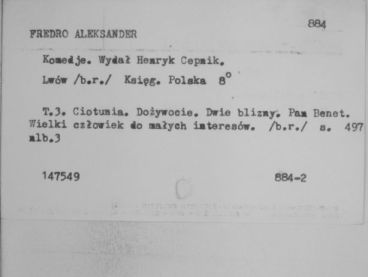 884
FREDRO ALEKSANDER
Komedje. Wydał Henryk Cepnik.
Lwów /b.r./ Księg. Polska 8°
T.3. Ciotunia. Dożywocie. Dwie blizny. Pan Benet.
Wielki człowiek do małych interesów. /b.r./ s. 497
nlb.3
147549 884-2